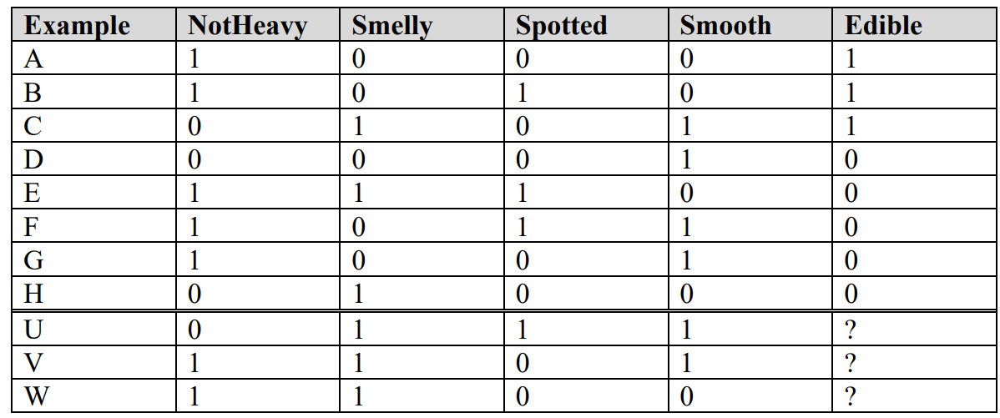 Example NotHeavy Smelly Spotted Smooth Edible
A 1 0 0 0 1
B 1 0 1 0 1
C 0 1 0 1 1
D 0 0 0 1 0
E 1 1 1 0 0
F 1 0 1 1 0
G 1 0 0 1 0
H 0 1 0 0 0
U 0 1 1 1 ?
V 1 1 0 1 ?
W 1 1 0 0 ?